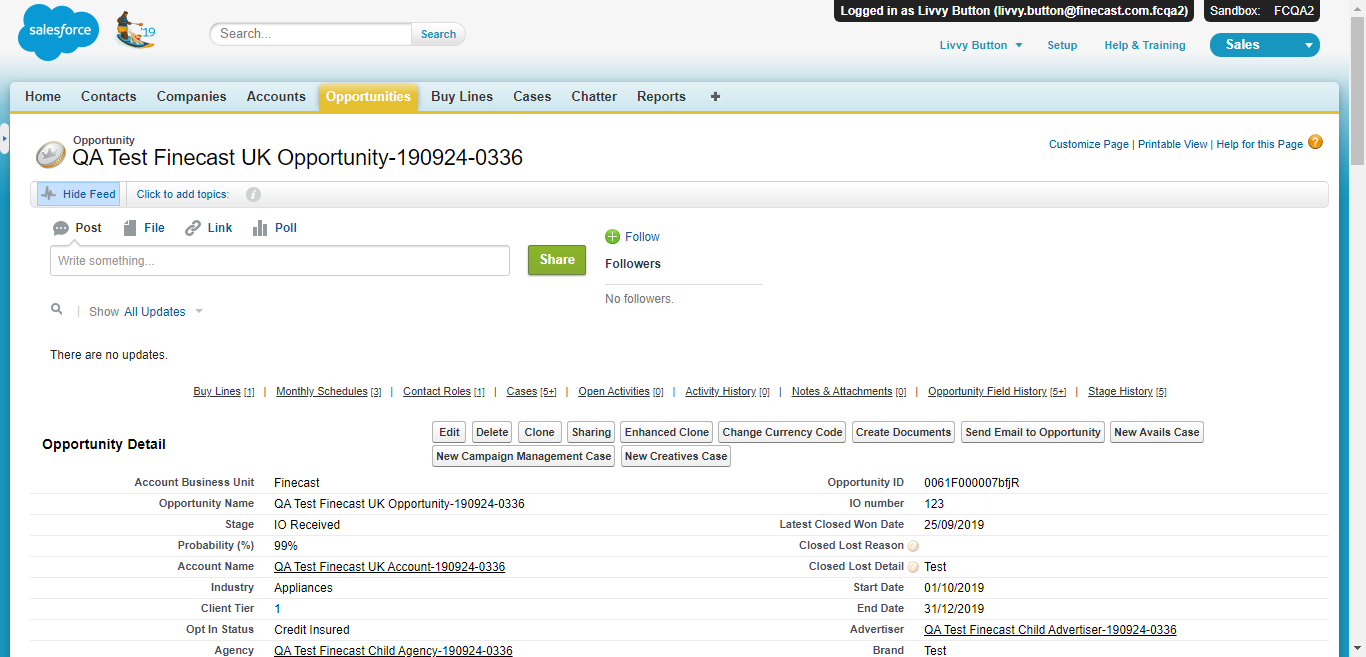 Logged in as Livvy Button (livvy.button@finecast.com.fcqa2) Sandbox: FCQA2
salesforce '19 Search... Search
Livvy Button Setup Help & Training Sales
Home Contacts Companies Accounts Opportunities Buy Lines Cases Chatter Reports +
Opportunity
QA Test Finecast UK Opportunity-190924-0336
Customize Page | Printable View | Help for this Page ?
Hide Feed Click to add topics: i
Post File Link Poll
Follow
Write something... Share
Followers
No followers.
| Show All Updates
There are no updates.
Buy Lines [1] | Monthly Schedules [3] | Contact Roles [1] | Cases [5+] | Open Activities [0] | Activity History [0] | Notes & Attachments [0] | Opportunity Field History [5+] | Stage History [5]
Opportunity Detail
Edit Delete Clone Sharing Enhanced Clone Change Currency Code Create Documents Send Email to Opportunity New Avails Case
New Campaign Management Case New Creatives Case
Account Business Unit Finecast Opportunity ID 0061F000007bfjR
Opportunity Name QA Test Finecast UK Opportunity-190924-0336 IO number 123
Stage IO Received Latest Closed Won Date 25/09/2019
Probability (%) 99% Closed Lost Reason ?
Account Name QA Test Finecast UK Account-190924-0336 Closed Lost Detail ? Test
Industry Appliances Start Date 01/10/2019
Client Tier 1 End Date 31/12/2019
Opt In Status Credit Insured Advertiser QA Test Finecast Child Advertiser-190924-0336
Agency QA Test Finecast Child Agency-190924-0336 Brand Test